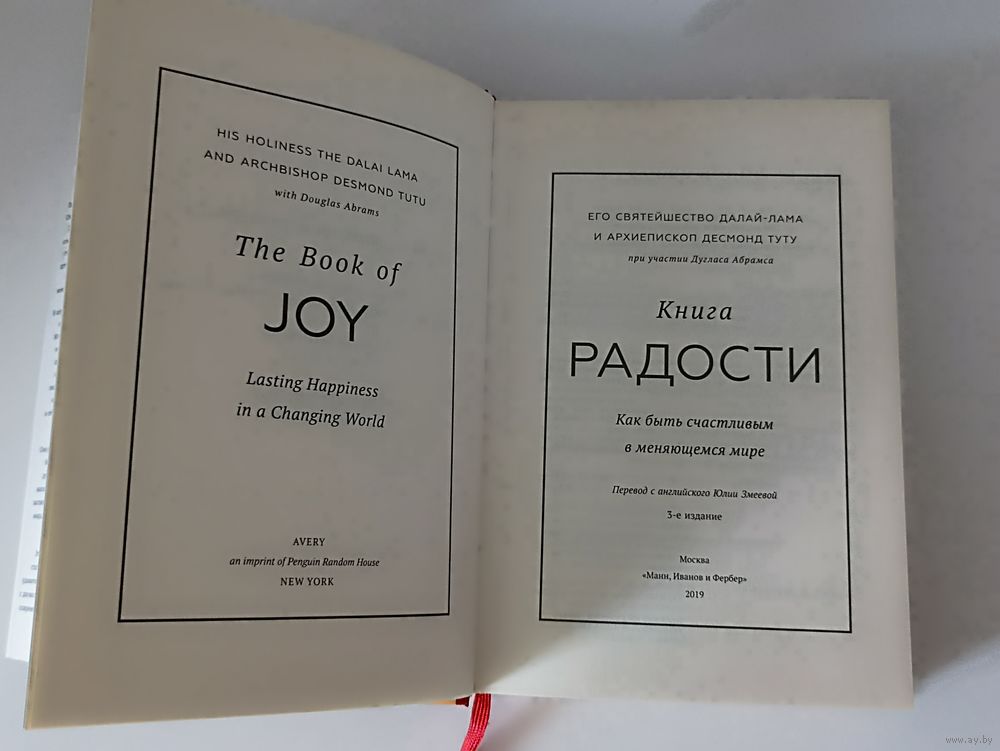 HIS HOLINESS THE DALAI LAMA
AND ARCHBISHOP DESMOND TUTU
with Douglas Abrams
The Book of
JOY
Lasting Happiness
in a Changing World
AVERY
an imprint of Penguin Random House
NEW YORK
ЕГО СВЯТЕЙШЕСТВО ДАЛАЙ-ЛАМА
И АРХИЕПИСКОП ДЕСМОНД ТУТУ
при участии Дугласа Абрамса
Книга
РАДОСТИ
Как быть счастливым
в меняющемся мире
Перевод с английского Юлии Змеевой
3-е издание
Москва
«Манн, Иванов и Фербер»
2019
www.ay.by